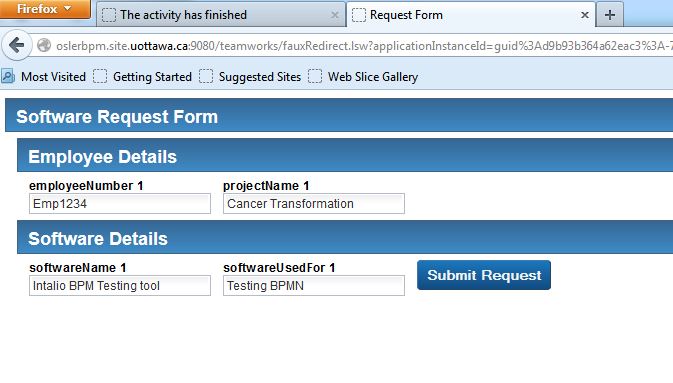 Firefox
The activity has finished
Request Form
oslerbpm.site.uottawa.ca:9080/teamworks/fauxRedirect.lsw?applicationInstanceId=guid%3Ad9b93b364a62eac3%3A-7
Most Visited Getting Started Suggested Sites Web Slice Gallery
Software Request Form
Employee Details
employeeNumber 1 projectName 1
Emp1234 Cancer Transformation
Software Details
softwareName 1 softwareUsedFor 1
Intalio BPM Testing tool Testing BPMN Submit Request